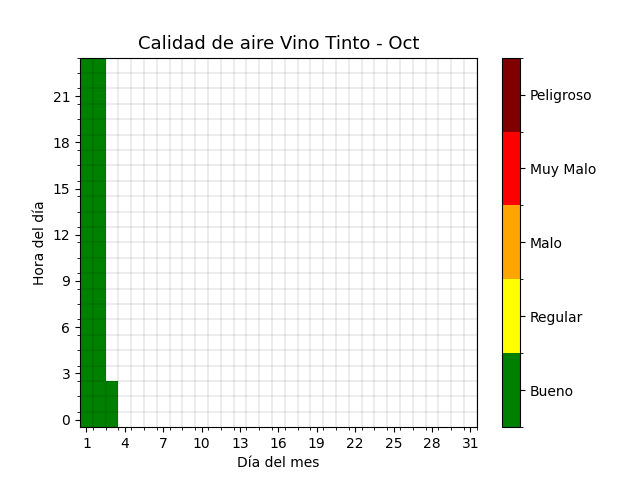 Calidad de aire Vino Tinto - Oct
21
18
15
12
9
6
3
0
Hora del día
1 4 7 10 13 16 19 22 25 28 31
Día del mes
Peligroso
Muy Malo
Malo
Regular
Bueno